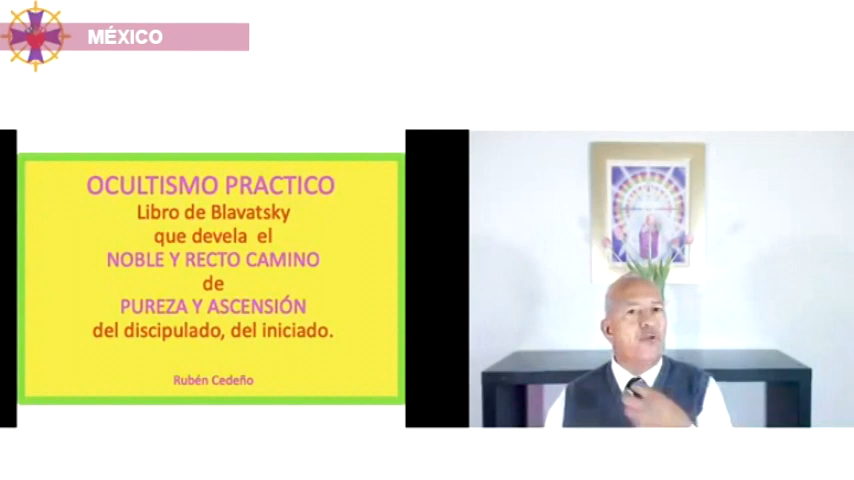 MÉXICO
OCULTISMO PRACTICO
Libro de Blavatsky
que devela el
NOBLE Y RECTO CAMINO
de
PUREZA Y ASCENSIÓN
del discipulado, del iniciado.
Rubén Cedeño